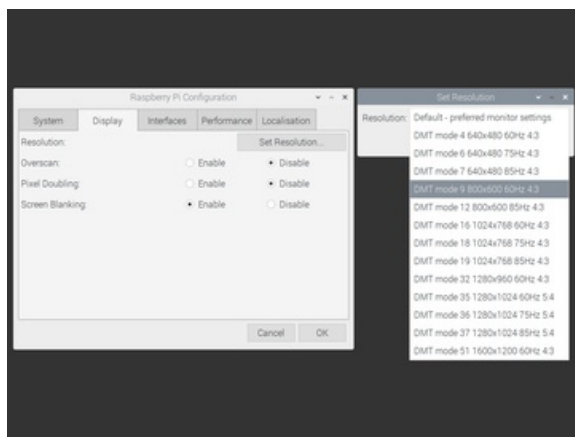 Raspberry Pi Configuration
System Display Interfaces Performance Localisation
Resolution: Set Resolution...
Overscan: Enable Disable
Pixel Doubling: Enable Disable
Screen Blanking: Enable Disable
Cancel OK
Set Resolution
Resolution: Default - preferred monitor settings
DMT mode 4 640x480 60Hz 4:3
DMT mode 6 640x480 75Hz 4:3
DMT mode 7 640x480 85Hz 4:3
DMT mode 9 800x600 60Hz 4:3
DMT mode 12 800x600 85Hz 4:3
DMT mode 16 1024x768 60Hz 4:3
DMT mode 18 1024x768 75Hz 4:3
DMT mode 19 1024x768 85Hz 4:3
DMT mode 32 1280x960 60Hz 4:3
DMT mode 35 1280x1024 60Hz 5:4
DMT mode 36 1280x1024 75Hz 5:4
DMT mode 37 1280x1024 85Hz 5:4
DMT mode 51 1600x1200 60Hz 4:3